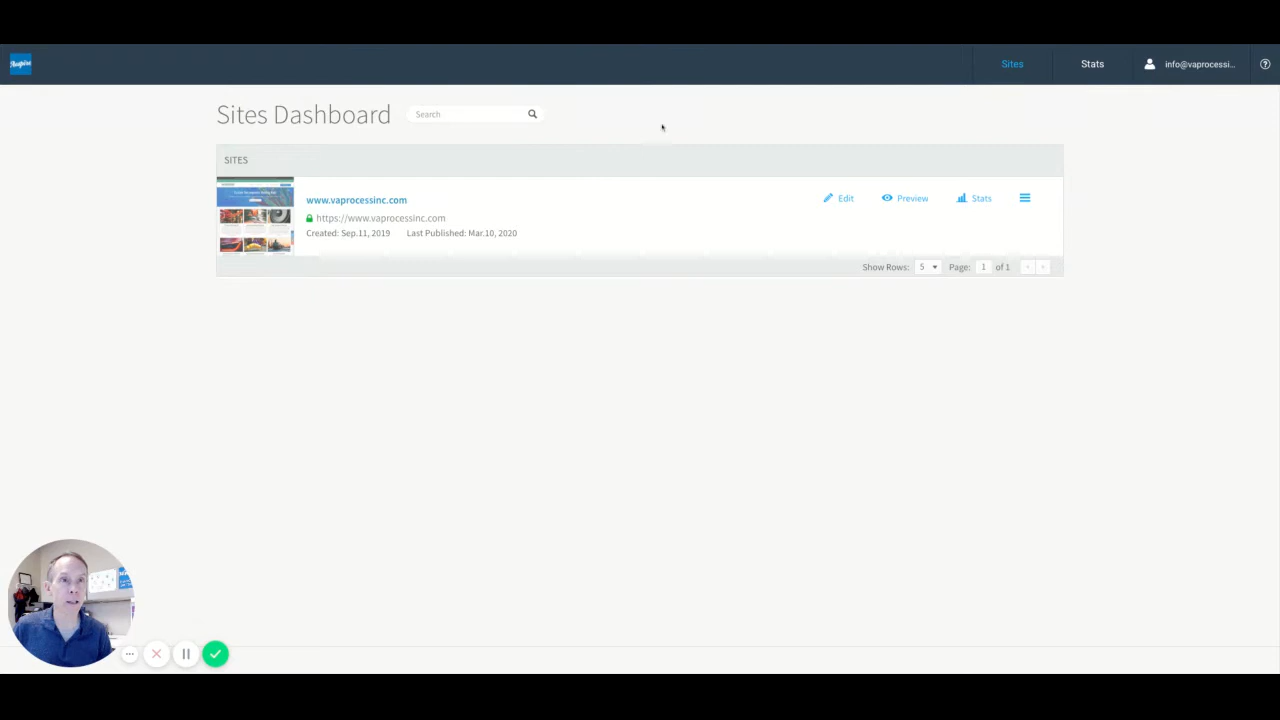 Sites
Stats
info@vaprocessi...
Sites Dashboard
Search
SITES
www.vaprocessinc.com
https://www.vaprocessinc.com
Created: Sep.11, 2019
Last Published: Mar.10, 2020
Edit
Preview
Stats
Show Rows: 5
Page: 1 of 1